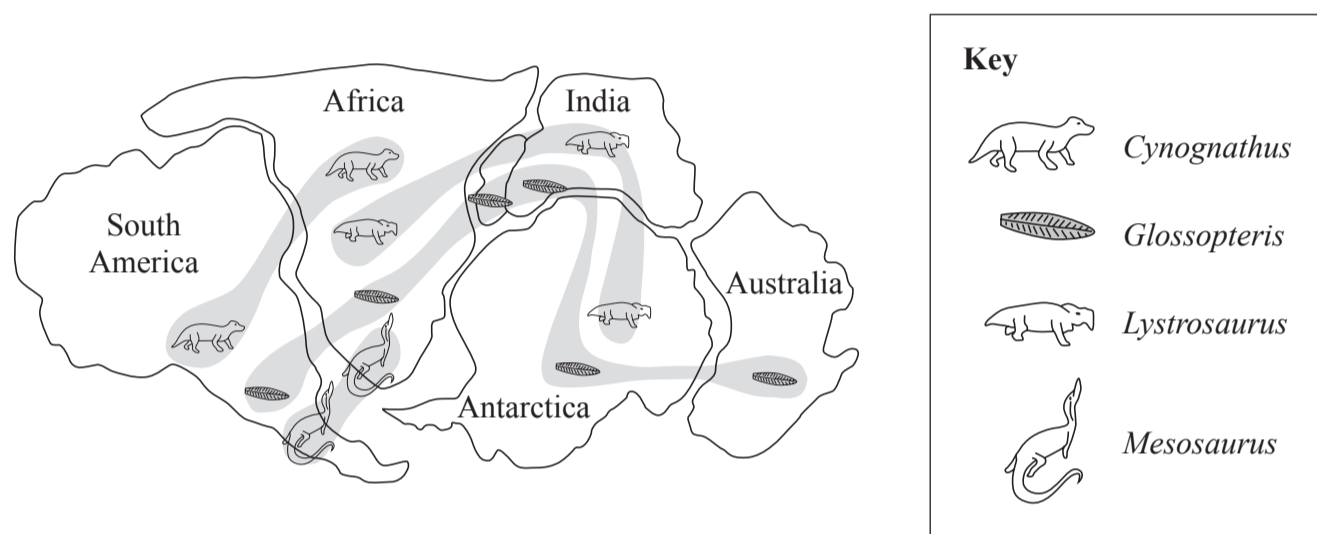 Africa
India
South
America
Australia
Antarctica
Key
Cynognathus
Glossopteris
Lystrosaurus
Mesosaurus